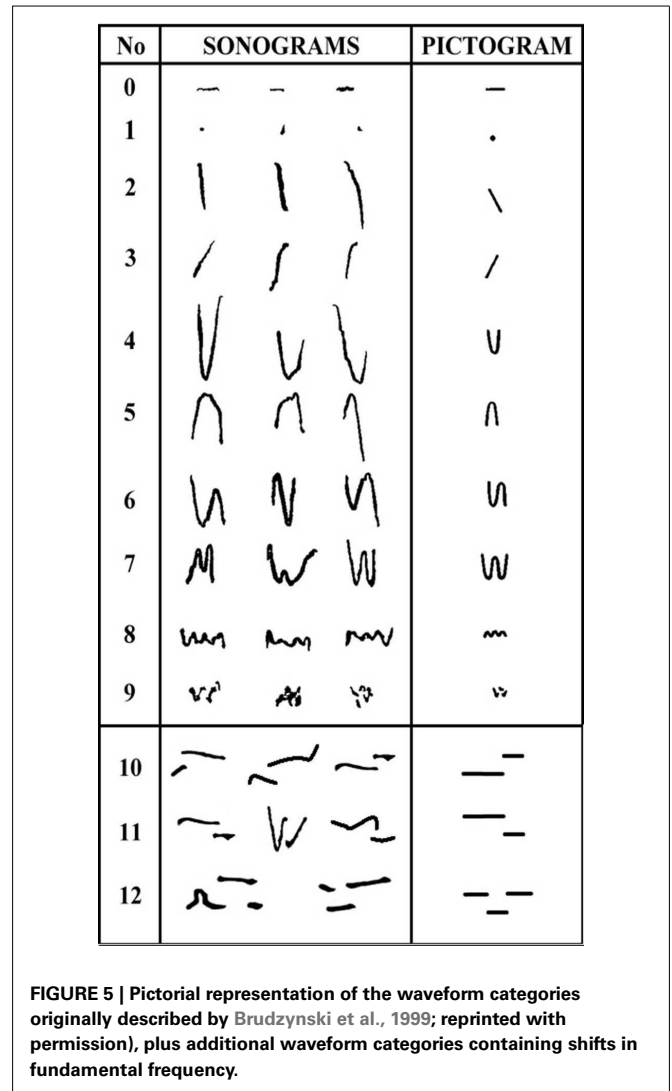 No SONOGRAMS PICTOGRAM
0
1
2
3
4
5
6
7
8
9
10
11
12
FIGURE 5 | Pictorial representation of the waveform categories
originally described by Brudzynski et al., 1999; reprinted with
permission), plus additional waveform categories containing shifts in
fundamental frequency.